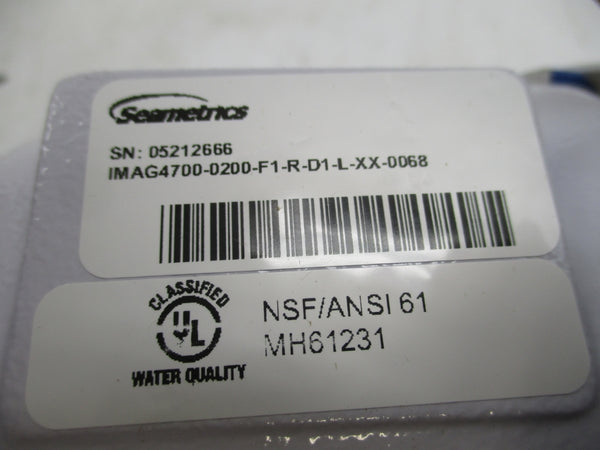 Seametrics
SN: 05212666
IMAG4700-0200-F1-R-D1-L-XX-0068
CLASSIFIED
UL
WATER QUALITY
NSF/ANSI 61
MH61231